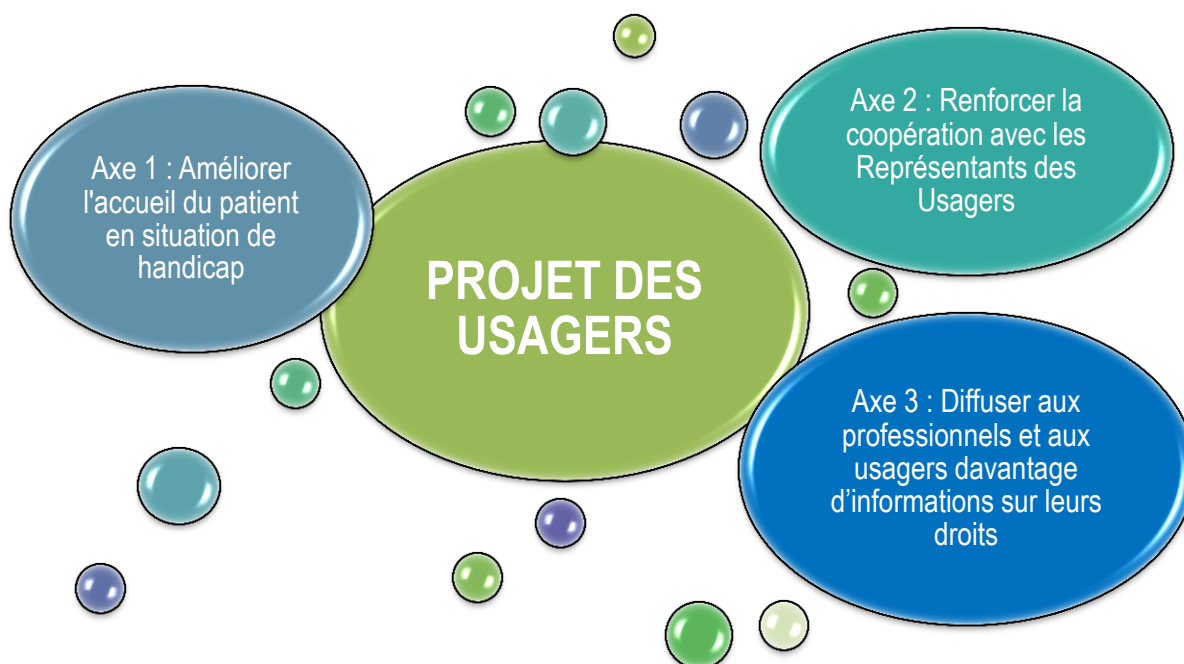 Axe 1 : Améliorer
l'accueil du patient
en situation de
handicap
PROJET DES
USAGERS
Axe 2 : Renforcer la
coopération avec les
Représentants des
Usagers
Axe 3 : Diffuser aux
professionnels et aux
usagers davantage
d’informations sur leurs
droits